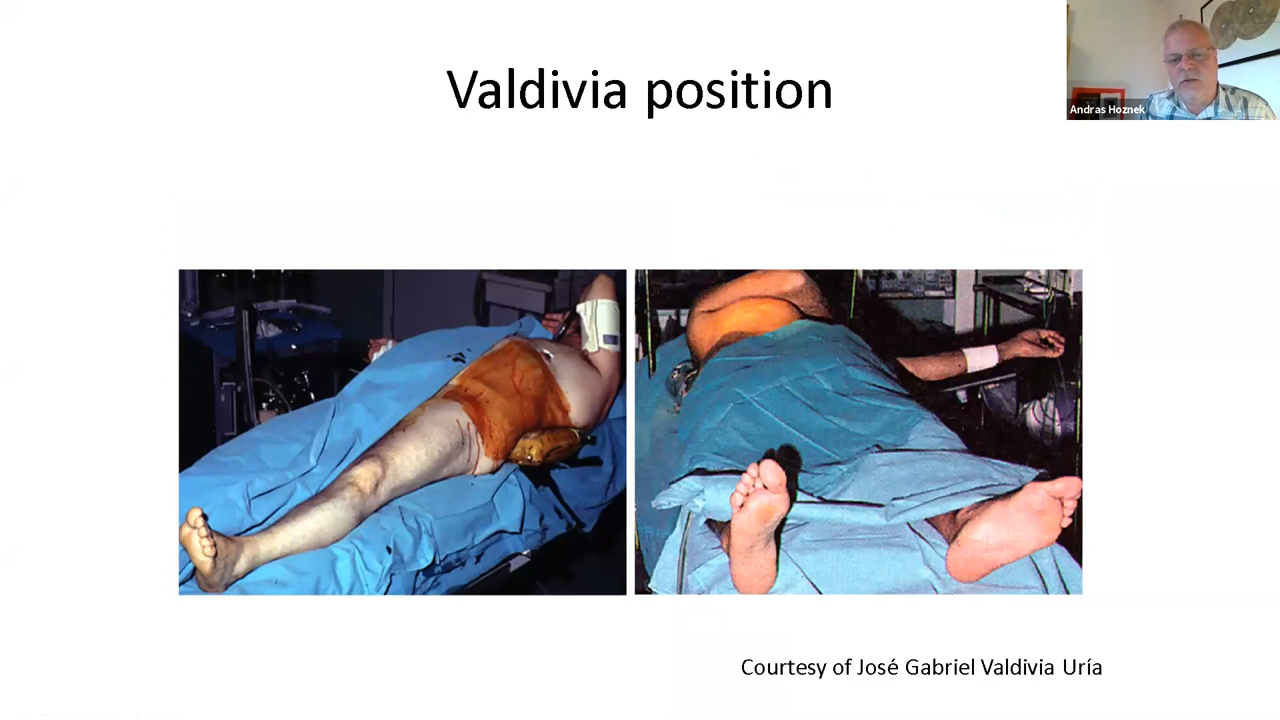 Valdivia position
Andras Hoznek
Courtesy of José Gabriel Valdivia Uría